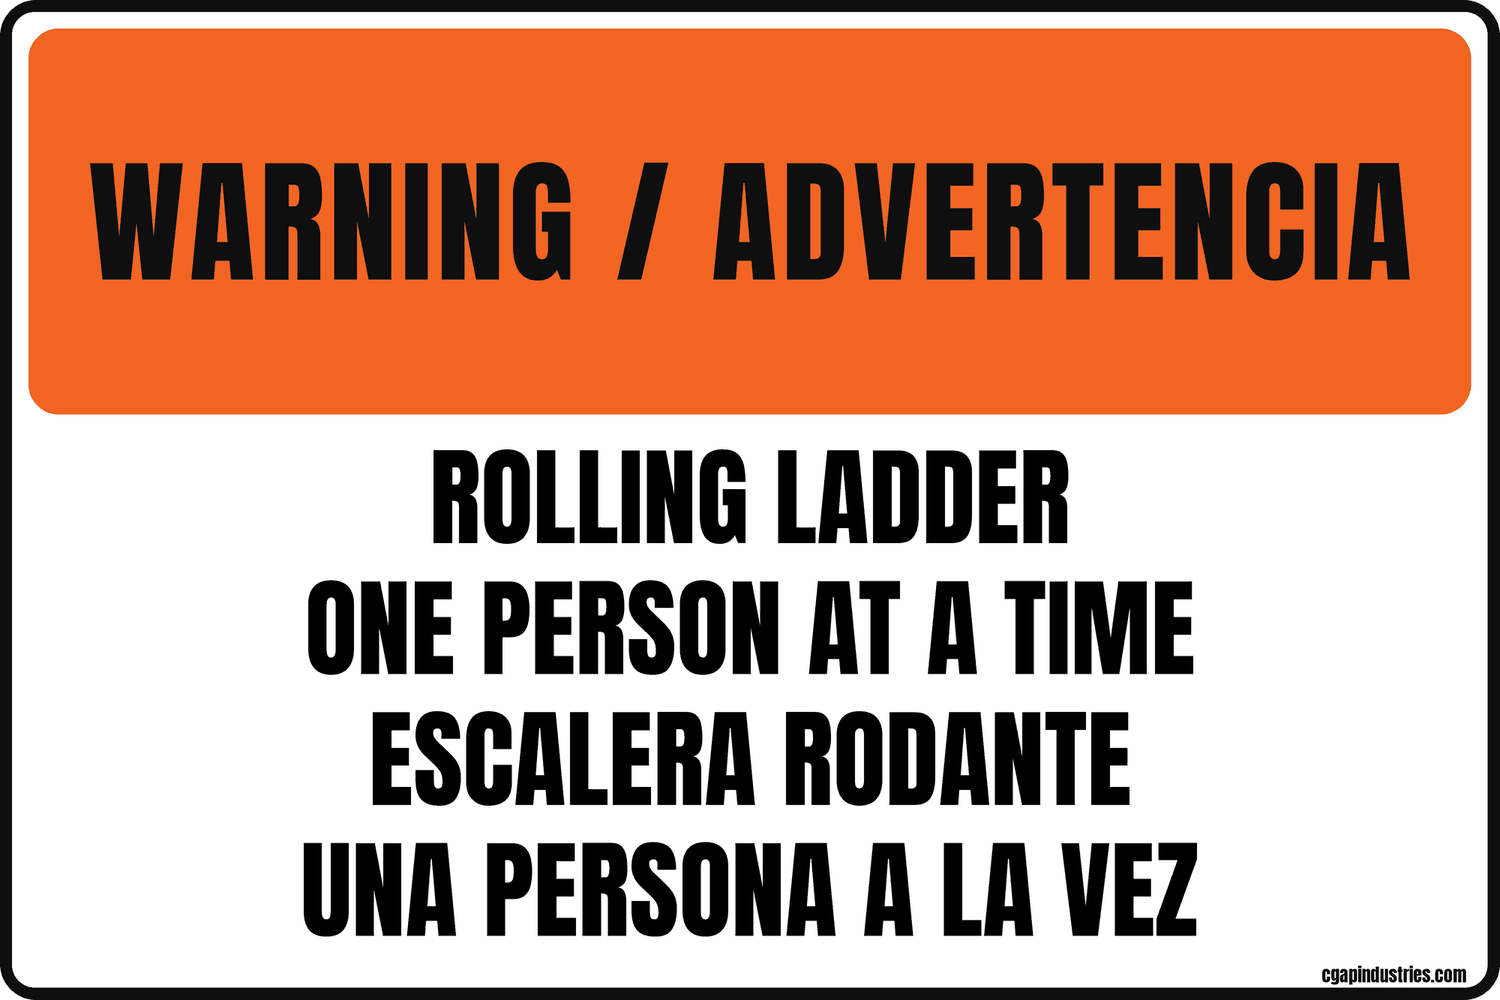 WARNING / ADVERTENCIA
ROLLING LADDER
ONE PERSON AT A TIME
ESCALERA RODANTE
UNA PERSONA A LA VEZ
cgapindustries.com